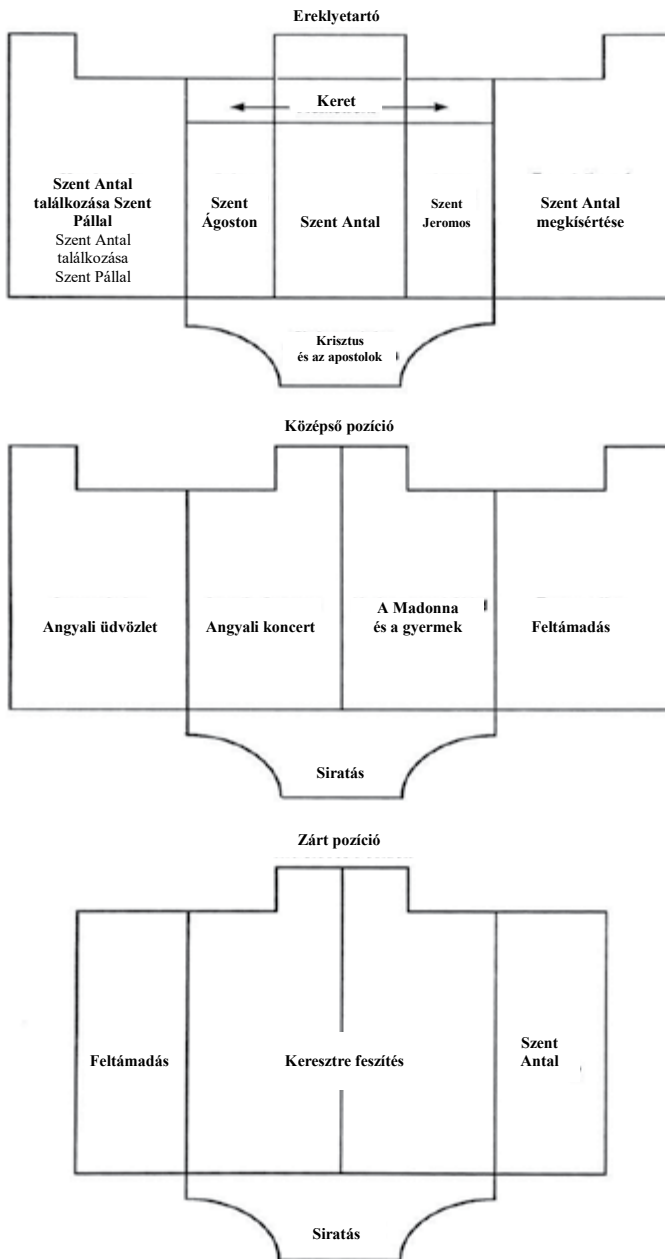 Ereklyetartó
Keret
Szent Antal
találkozása Szent
Pállal
Szent Antal
találkozása
Szent Pállal
Szent
Ágoston
Szent Antal
Szent
Jeromos
Szent Antal
megkísértése
Krisztus
és az apostolok
Középső pozíció
Angyali üdvözlet
Angyali koncert
A Madonna
és a gyermek
Feltámadás
Siratás
Zárt pozíció
Feltámadás
Keresztre feszítés
Szent
Antal
Siratás